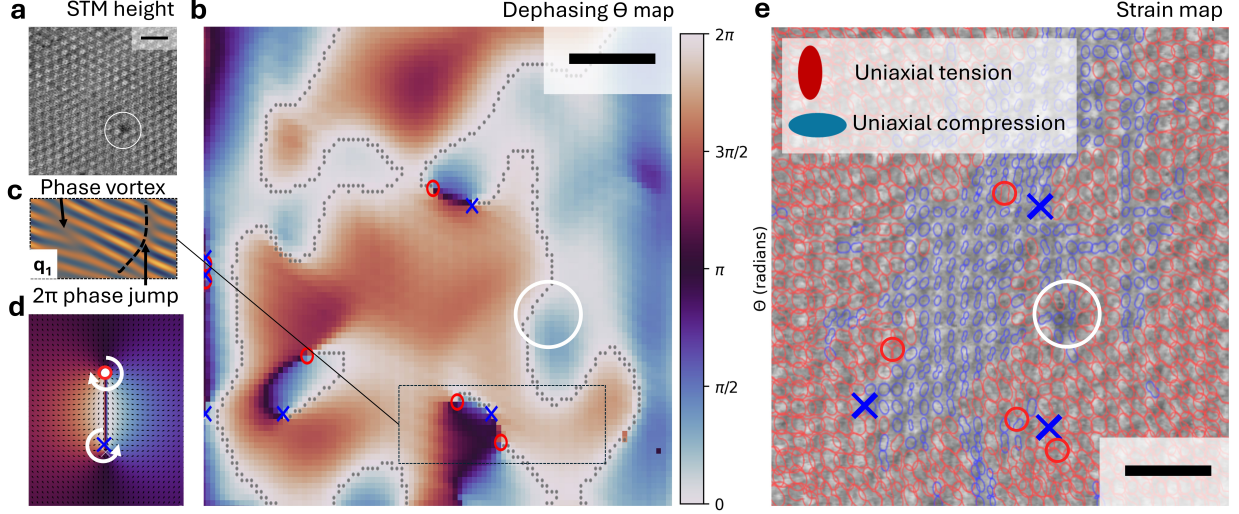 a STM height
b Dephasing Θ map
e Strain map
c Phase vortex
q1
2π phase jump
d
2π
3π/2
π
π/2
0
Θ (radians)
Uniaxial tension
Uniaxial compression